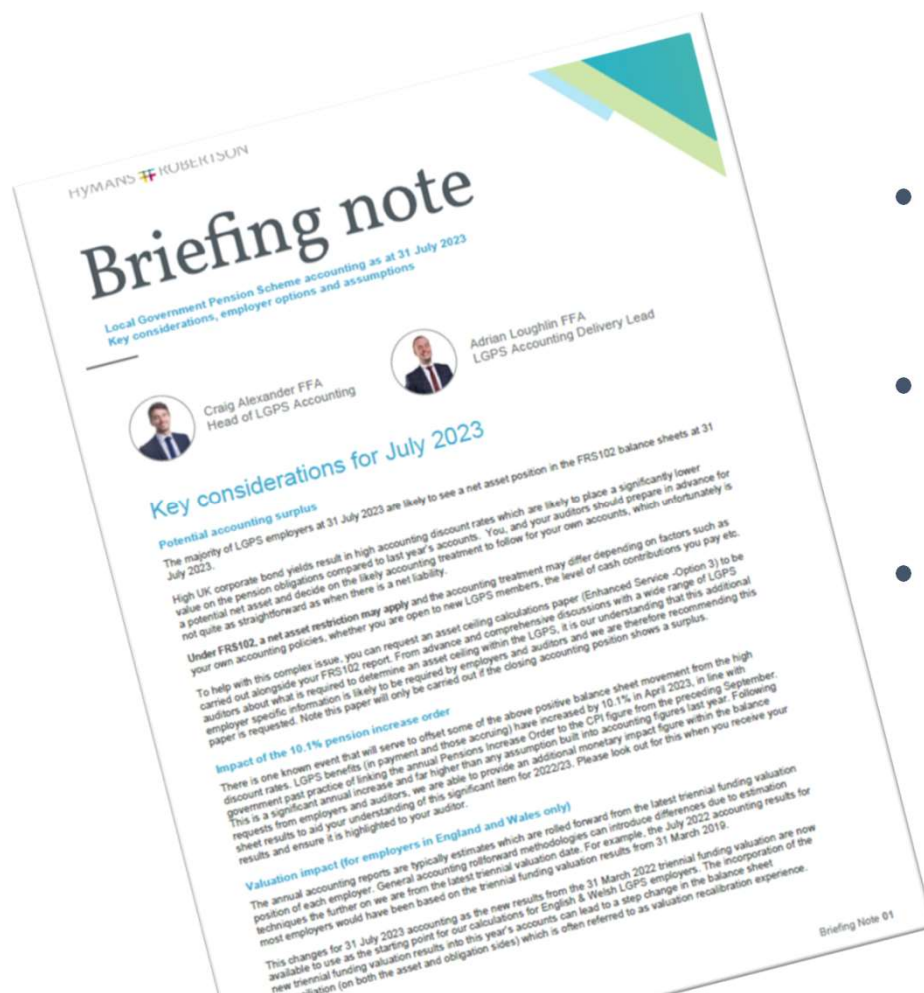 HYMANS ROBERTSON
Briefing note
Local Government Pension Scheme accounting as at 31 July 2023
Key considerations, employer options and assumptions
Craig Alexander FFA
Head of LGPS Accounting
Adrian Loughlin FFA
LGPS Accounting Delivery Lead
Key considerations for July 2023
Potential accounting surplus
The majority of LGPS employers at 31 July 2023 are likely to see a net asset position in the FRS102 balance sheets at 31
July 2023.
High UK corporate bond yields result in high accounting discount rates which are likely to place a significantly lower
value on the pension obligations compared to last year's accounts. You, and your auditors should prepare in advance for
a potential net asset and decide on the likely accounting treatment to follow for your own accounts, which unfortunately is
not quite as straightforward as when there is a net liability.
Under FRS102, a net asset restriction may apply and the accounting treatment may differ depending on factors such as
your own accounting policies, whether you are open to new LGPS members, the level of cash contributions you pay etc.
To help with this complex issue, you can request an asset ceiling calculations paper (Enhanced Service -Option 3) to be
carried out alongside your FRS102 report. From advance and comprehensive discussions with a wide range of LGPS
auditors about what is required to determine an asset ceiling within the LGPS, it is our understanding that this additional
employer specific information is likely to be required by employers and auditors and we are therefore recommending this
paper is requested. Note this paper will only be carried out if the closing accounting position shows a surplus.
Impact of the 10.1% pension increase order
There is one known event that will serve to offset some of the above positive balance sheet movement from the high
discount rates. LGPS benefits (in payment and those accruing) have increased by 10.1% in April 2023, in line with
government past practice of linking the annual Pensions Increase Order to the CPI figure from the preceding September.
This is a significant annual increase and far higher than any assumption built into accounting figures last year. Following
requests from employers and auditors, we are able to provide an additional monetary impact figure within the balance
sheet results to aid your understanding of this significant item for 2022/23. Please look out for this when you receive your
results and ensure it is highlighted to your auditor.
Valuation impact (for employers in England and Wales only)
The annual accounting reports are typically estimates which are rolled forward from the latest triennial funding valuation
position of each employer. General accounting rollforward methodologies can introduce differences due to estimation
techniques the further on we are from the latest triennial valuation date. For example, the July 2022 accounting results for
most employers would have been based on the triennial funding valuation results from 31 March 2019.
This changes for 31 July 2023 accounting as the new results from the 31 March 2022 triennial funding valuation are now
available to use as the starting point for our calculations for English & Welsh LGPS employers. The incorporation of the
new triennial funding valuation results into this year's accounts can lead to a step change in the balance sheet
(on both the asset and obligation sides) which is often referred to as valuation recalibration experience.
Briefing Note 01